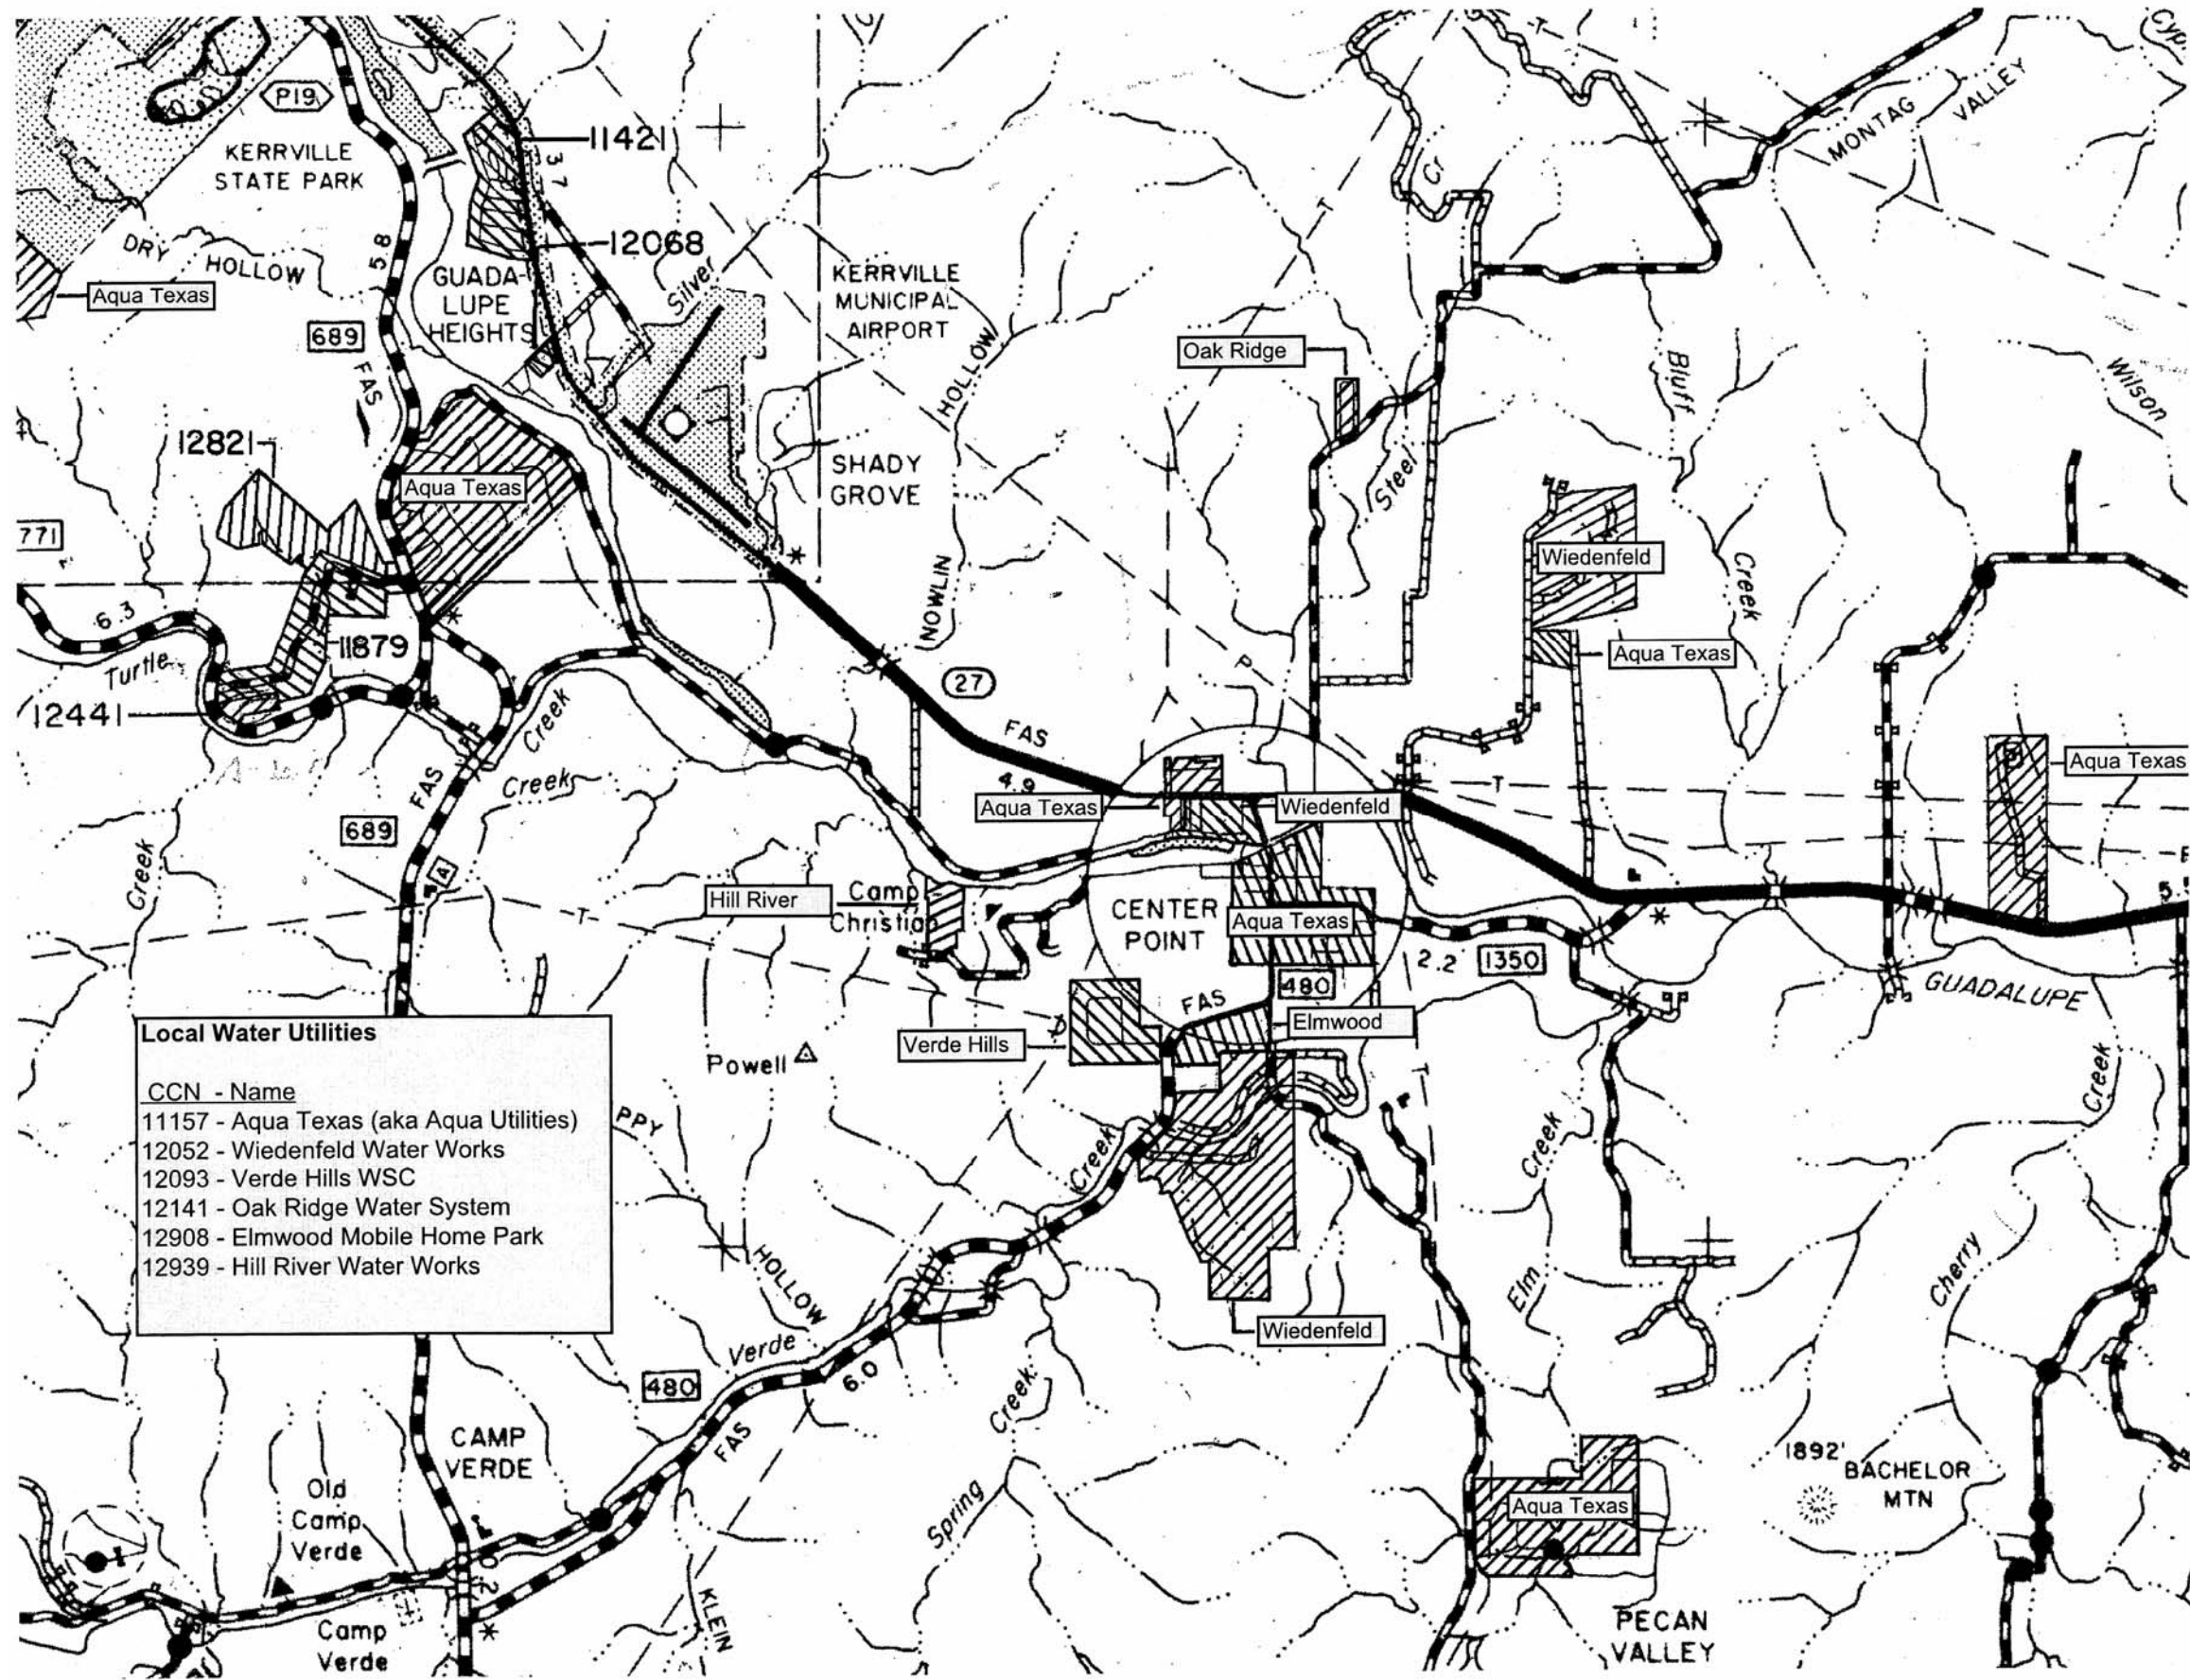 Cyp.
P19
KERRVILLE
STATE PARK
11421
3.7
MONTAG VALLEY
Cr
T
T
DRY HOLLOW
5.8
12068
Silver
GUADA-
LUPE
HEIGHTS
KERRVILLE
MUNICIPAL
AIRPORT
Aqua Texas
689
FAS
Oak Ridge
HOLLOW
Bluff
Wilson
12821
Aqua Texas
SHADY
GROVE
Steel
771
Wiedenfeld
Creek
NOWLIN
6.3
Turtle
11879
Aqua Texas
P
27
12441
Creek
FAS
Aqua Texas
Creek
FAS
4.9
T
Aqua Texas
Wiedenfeld
689
Creek
A
Hill River
Camp
Christian
T
CENTER
POINT
Aqua Texas
2.2
1350
5.
480
FAS
GUADALUPE
Elmwood
Verde Hills
Powell
T
Creek
Local Water Utilities
CCN - Name
11157 - Aqua Texas (aka Aqua Utilities)
12052 - Wiedenfeld Water Works
12093 - Verde Hills WSC
12141 - Oak Ridge Water System
12908 - Elmwood Mobile Home Park
12939 - Hill River Water Works
PPY
HOLLOW
Creek
Creek
Elm
Cherry
Wiedenfeld
Verde
6.0
480
FAS
Creek
Spring
CAMP
VERDE
Old
Camp
Verde
0.2
1892'
BACHELOR
MTN
Aqua Texas
KLEIN
Camp
Verde
PECAN
VALLEY